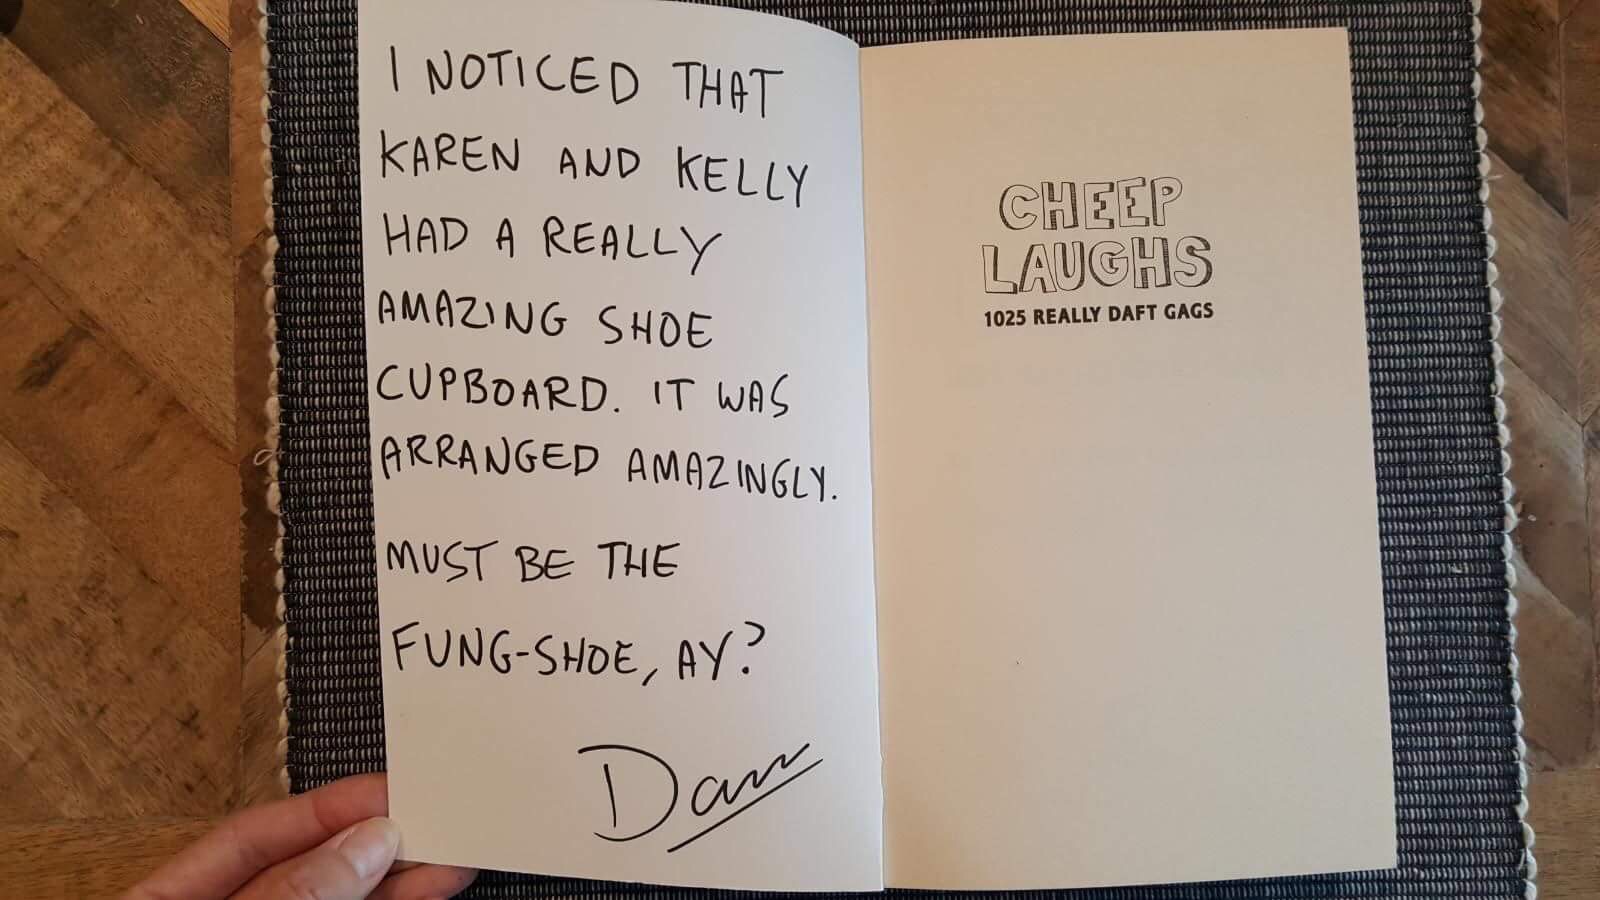 I NOTICED THAT
KAREN AND KELLY
HAD A REALLY
AMAZING SHOE
CUPBOARD. IT WAS
ARRANGED AMAZINGLY.
MUST BE THE
FUNG-SHOE, AY?
Dan
CHEEP
LAUGHS
1025 REALLY DAFT GAGS